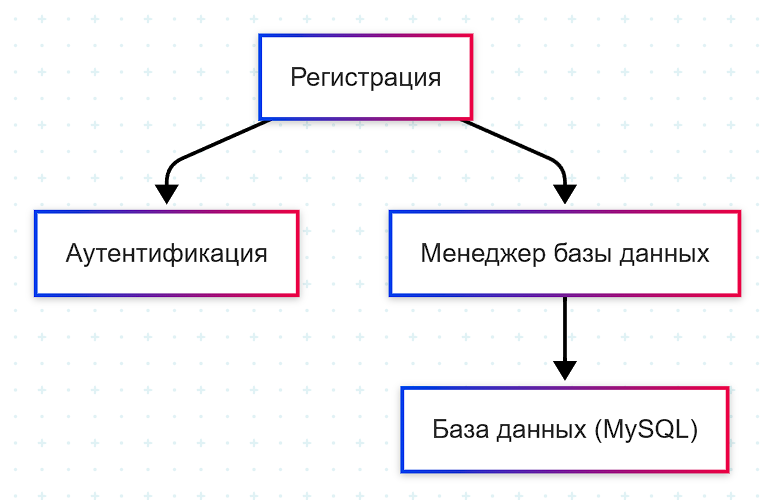 Регистрация
Аутентификация
Менеджер базы данных
База данных (MySQL)